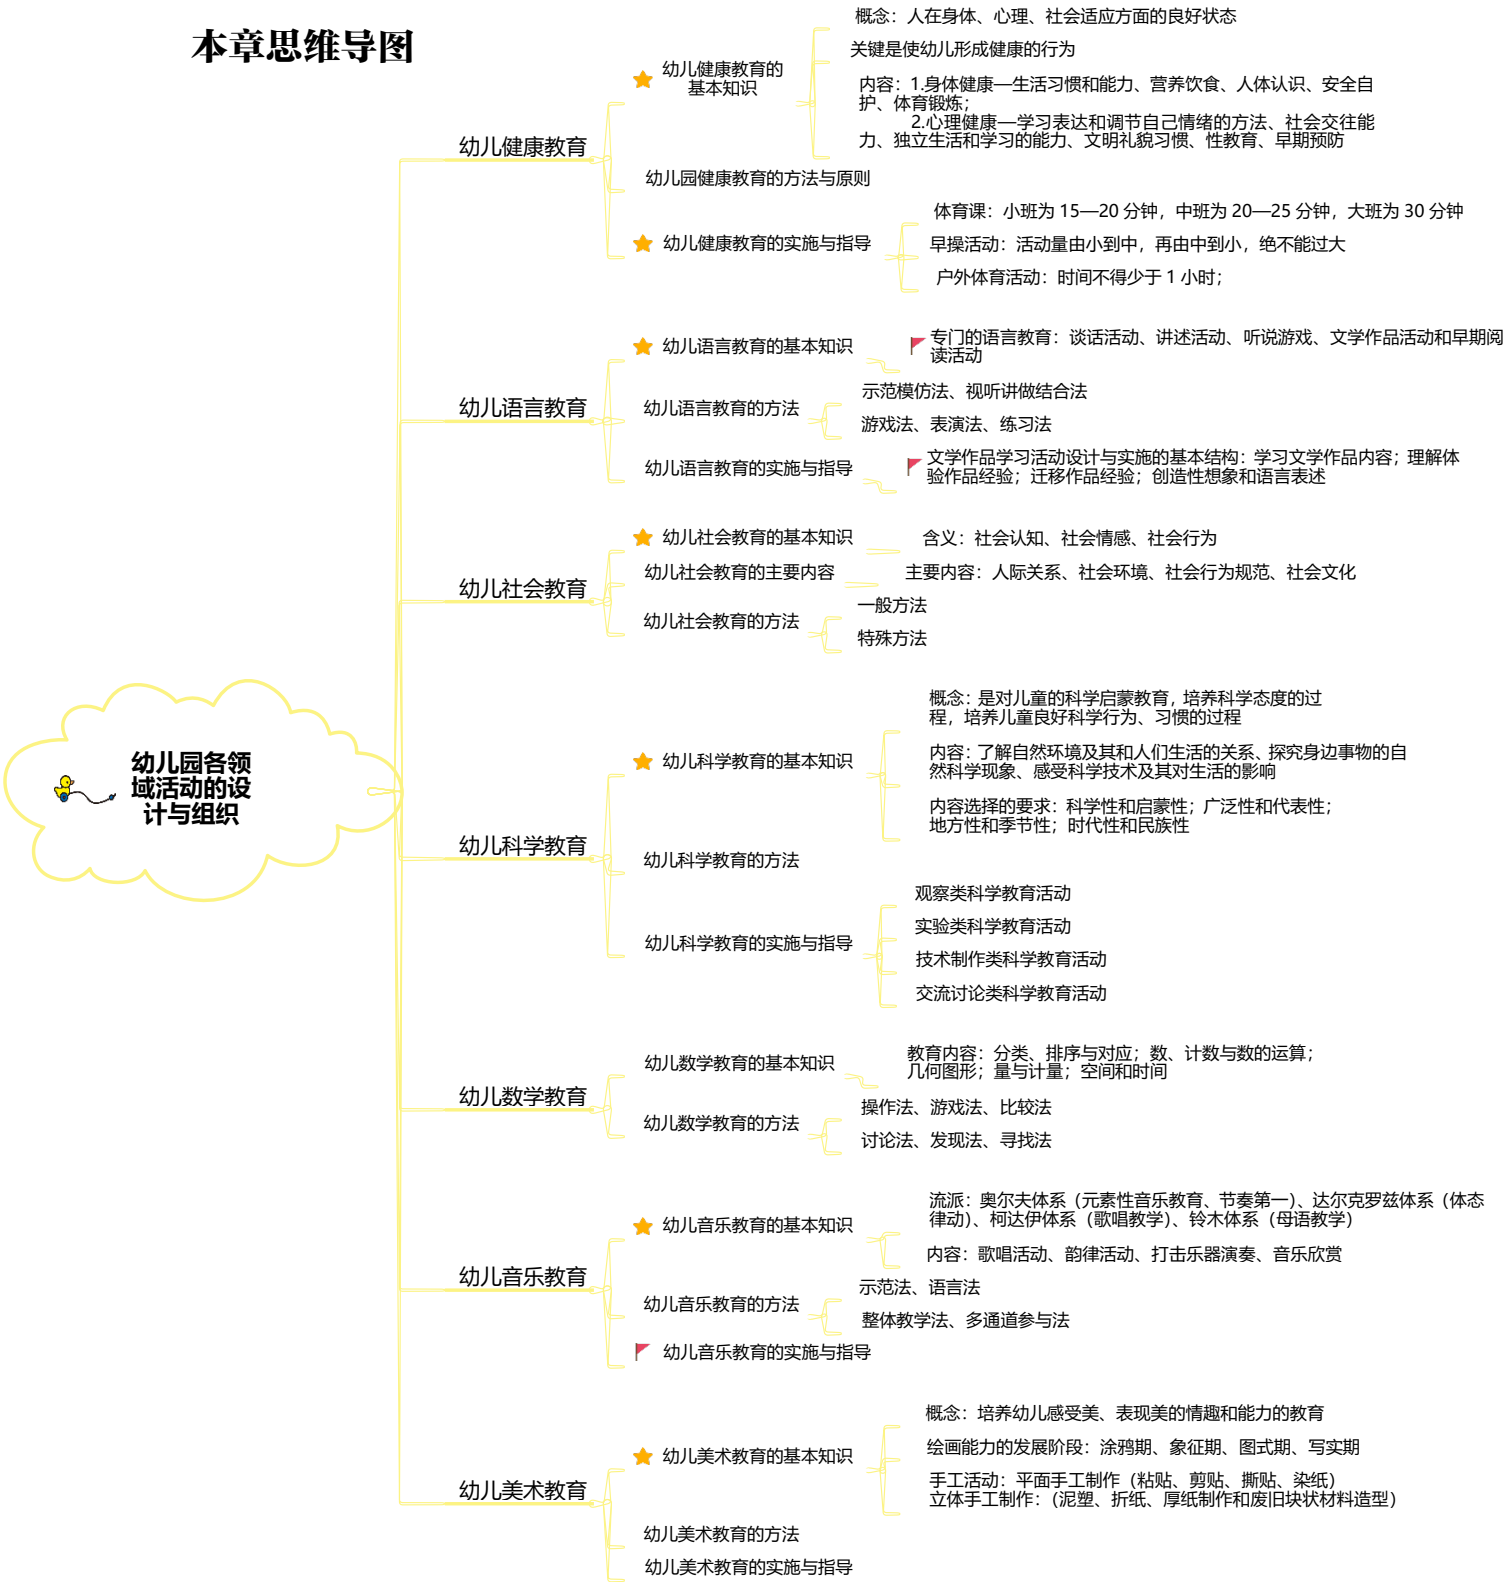 本章思维导图
幼儿园各领
域活动的设
计与组织
幼儿健康教育
幼儿健康教育的
基本知识
概念：人在身体、心理、社会适应方面的良好状态
关键是使幼儿形成健康的行为
内容：1.身体健康—生活习惯和能力、营养饮食、人体认识、安全自
护、体育锻炼；
2.心理健康—学习表达和调节自己情绪的方法、社会交往能
力、独立生活和学习的能力、文明礼貌习惯、性教育、早期预防
幼儿园健康教育的方法与原则
幼儿健康教育的实施与指导
体育课：小班为 15—20 分钟，中班为 20—25 分钟，大班为 30 分钟
早操活动：活动量由小到中，再由中到小，绝不能过大
户外体育活动：时间不得少于 1 小时；
幼儿语言教育
幼儿语言教育的基本知识
专门的语言教育：谈话活动、讲述活动、听说游戏、文学作品活动和早期阅
读活动
幼儿语言教育的方法
示范模仿法、视听讲做结合法
游戏法、表演法、练习法
幼儿语言教育的实施与指导
文学作品学习活动设计与实施的基本结构：学习文学作品内容；理解体
验作品经验；迁移作品经验；创造性想象和语言表述
幼儿社会教育
幼儿社会教育的基本知识
含义：社会认知、社会情感、社会行为
幼儿社会教育的主要内容
主要内容：人际关系、社会环境、社会行为规范、社会文化
幼儿社会教育的方法
一般方法
特殊方法
幼儿科学教育
幼儿科学教育的基本知识
概念：是对儿童的科学启蒙教育，培养科学态度的过
程，培养儿童良好科学行为、习惯的过程
内容：了解自然环境及其和人们生活的关系、探究身边事物的自
然科学现象、感受科学技术及其对生活的影响
内容选择的要求：科学性和启蒙性；广泛性和代表性；
地方性和季节性；时代性和民族性
幼儿科学教育的方法
幼儿科学教育的实施与指导
观察类科学教育活动
实验类科学教育活动
技术制作类科学教育活动
交流讨论类科学教育活动
幼儿数学教育
幼儿数学教育的基本知识
教育内容：分类、排序与对应；数、计数与数的运算；
几何图形；量与计量；空间和时间
幼儿数学教育的方法
操作法、游戏法、比较法
讨论法、发现法、寻找法
幼儿音乐教育
幼儿音乐教育的基本知识
流派：奥尔夫体系（元素性音乐教育、节奏第一）、达尔克罗兹体系（体态
律动）、柯达伊体系（歌唱教学）、铃木体系（母语教学）
内容：歌唱活动、韵律活动、打击乐器演奏、音乐欣赏
幼儿音乐教育的方法
示范法、语言法
整体教学法、多通道参与法
幼儿音乐教育的实施与指导
幼儿美术教育
幼儿美术教育的基本知识
概念：培养幼儿感受美、表现美的情趣和能力的教育
绘画能力的发展阶段：涂鸦期、象征期、图式期、写实期
手工活动：平面手工制作（粘贴、剪贴、撕贴、染纸）
立体手工制作：（泥塑、折纸、厚纸制作和废旧块状材料造型）
幼儿美术教育的方法
幼儿美术教育的实施与指导